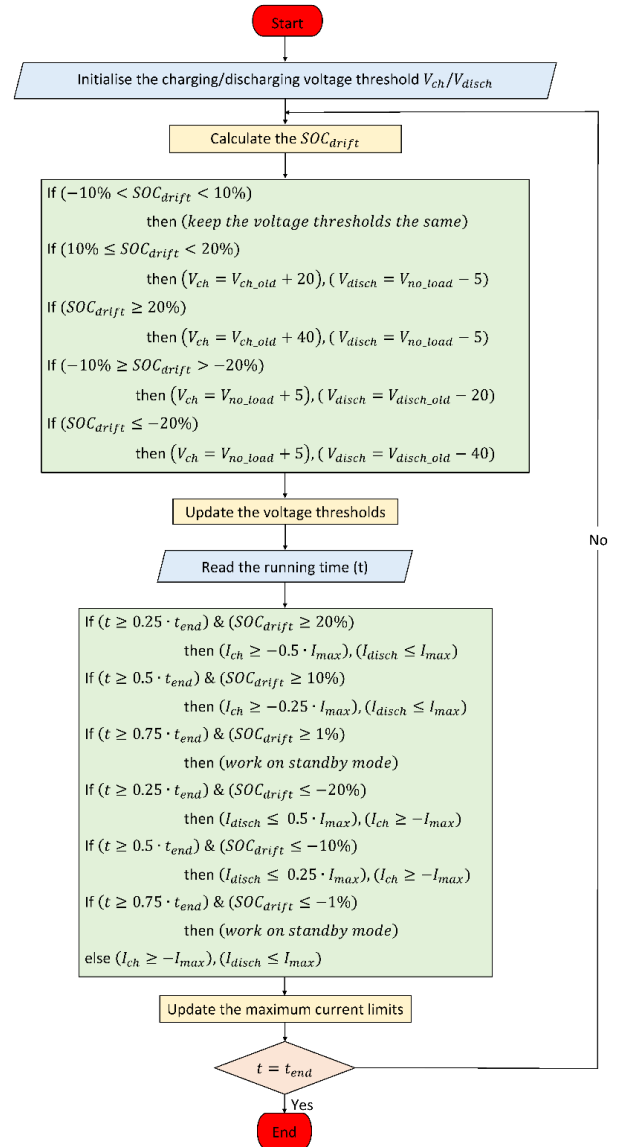 Start
Initialise the charging/discharging voltage threshold V_ch/V_disch
Calculate the SOC_drift
If (−10% < SOC_drift < 10%)
then (keep the voltage thresholds the same)
If (10% ≤ SOC_drift < 20%)
then (V_ch = V_ch_old + 20), ( V_disch = V_no_load − 5)
If (SOC_drift ≥ 20%)
then (V_ch = V_ch_old + 40), ( V_disch = V_no_load − 5)
If (−10% ≥ SOC_drift > −20%)
then (V_ch = V_no_load + 5), ( V_disch = V_disch_old − 20)
If (SOC_drift ≤ −20%)
then (V_ch = V_no_load + 5), ( V_disch = V_disch_old − 40)
Update the voltage thresholds
Read the running time (t)
If (t ≥ 0.25 · t_end) & (SOC_drift ≥ 20%)
then (I_ch ≥ −0.5 · I_max), (I_disch ≤ I_max)
If (t ≥ 0.5 · t_end) & (SOC_drift ≥ 10%)
then (I_ch ≥ −0.25 · I_max), (I_disch ≤ I_max)
If (t ≥ 0.75 · t_end) & (SOC_drift ≥ 1%)
then (work on standby mode)
If (t ≥ 0.25 · t_end) & (SOC_drift ≤ −20%)
then (I_disch ≤ 0.5 · I_max), (I_ch ≥ −I_max)
If (t ≥ 0.5 · t_end) & (SOC_drift ≤ −10%)
then (I_disch ≤ 0.25 · I_max), (I_ch ≥ −I_max)
If (t ≥ 0.75 · t_end) & (SOC_drift ≤ −1%)
then (work on standby mode)
else (I_ch ≥ −I_max), (I_disch ≤ I_max)
Update the maximum current limits
t = t_end
No
Yes
End